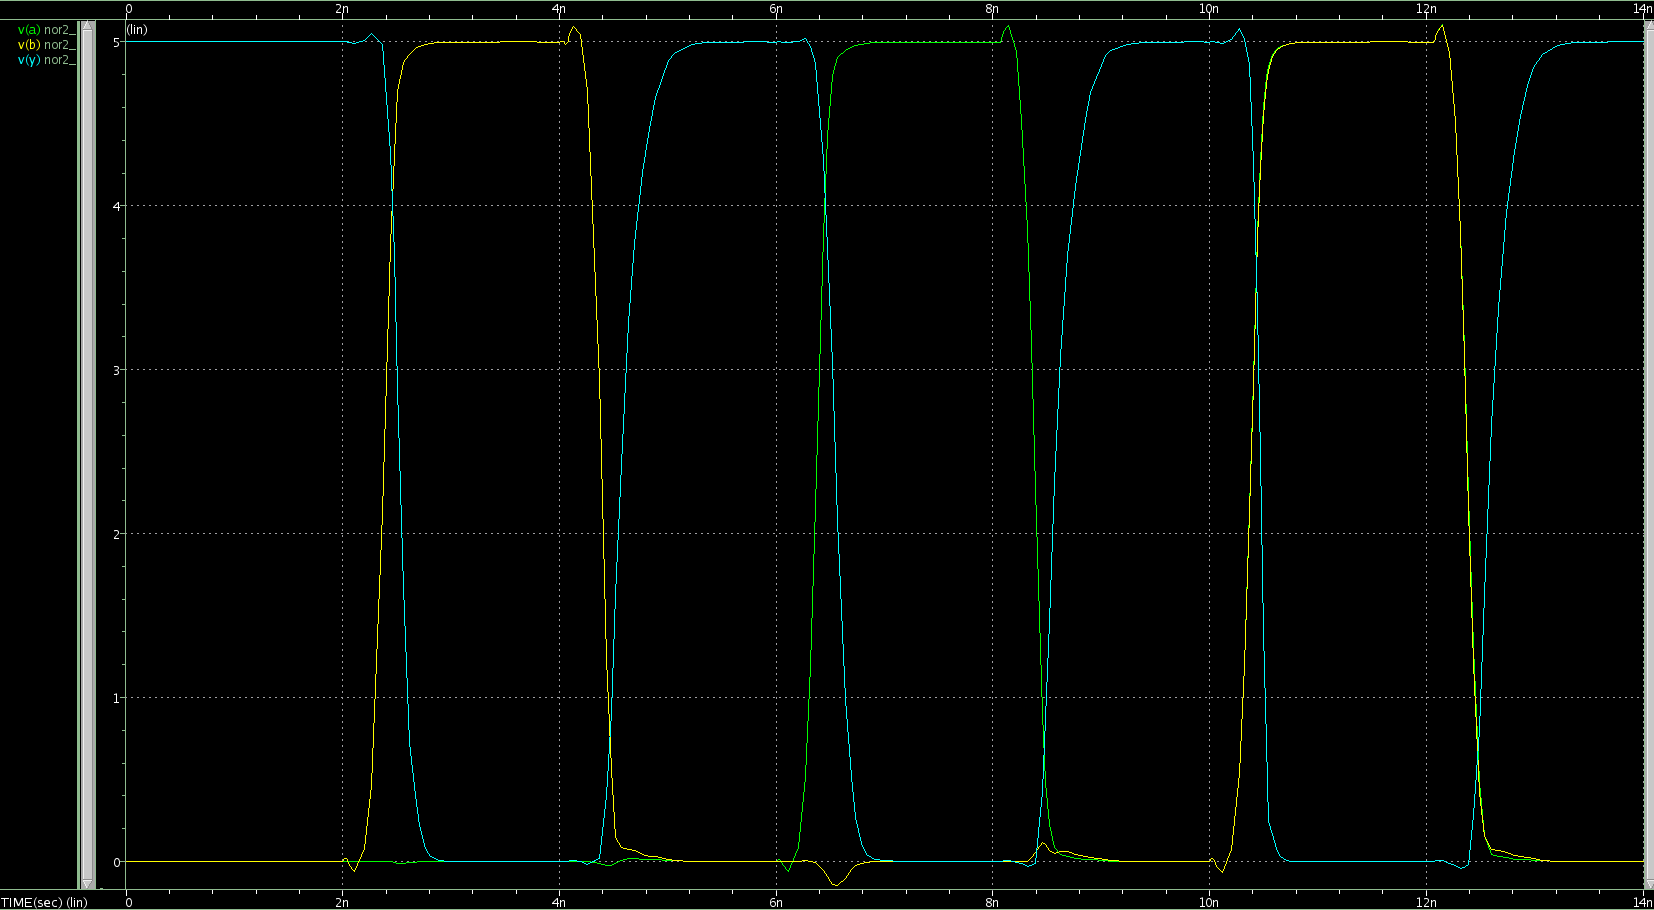 0 2n 4n 6n 8n 10n 12n 14n
v(a) nor2_
v(b) nor2_
v(y) nor2_
(lin)
5
4
3
2
1
0
TIME(sec) (lin) 0 2n 4n 6n 8n 10n 12n 14n